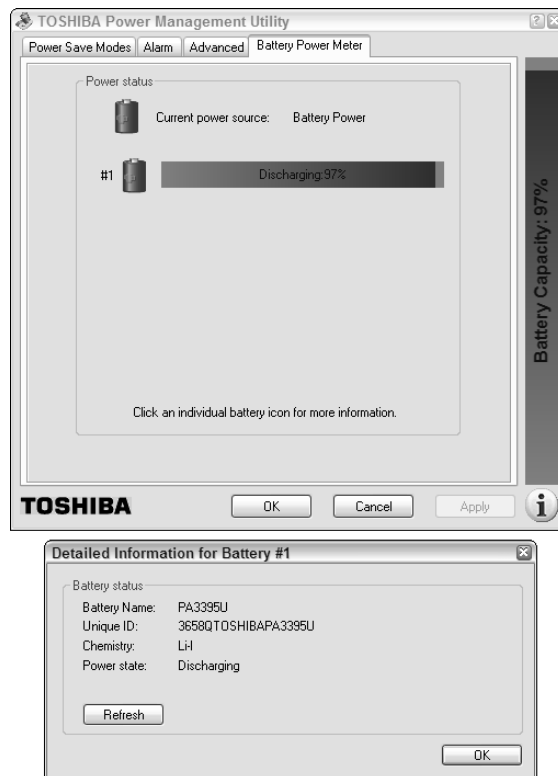 TOSHIBA Power Management Utility
Power Save Modes Alarm Advanced Battery Power Meter
Power status
Current power source: Battery Power
#1 Discharging:97%
Battery Capacity: 97%
Click an individual battery icon for more information.
TOSHIBA OK Cancel Apply
Detailed Information for Battery #1
Battery status
Battery Name: PA3395U
Unique ID: 3658QTOSHIBAPA3395U
Chemistry: Li-I
Power state: Discharging
Refresh
OK